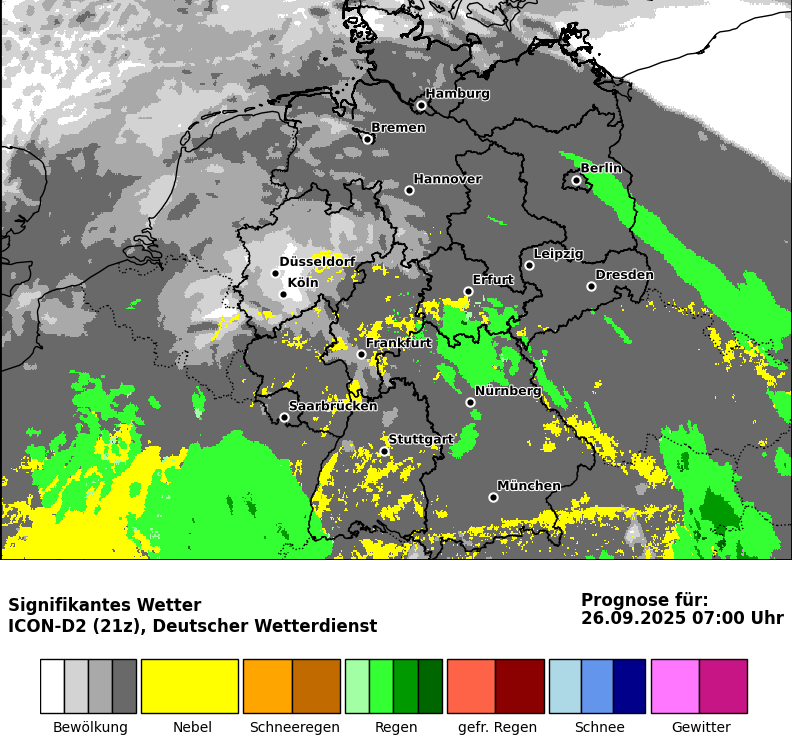 Hamburg
Bremen
Berlin
Hannover
Leipzig
Düsseldorf
Dresden
Köln
Erfurt
Frankfurt
Nürnberg
Saarbrücken
Stuttgart
München
Signifikantes Wetter
ICON-D2 (21z), Deutscher Wetterdienst
Prognose für:
26.09.2025 07:00 Uhr
Bewölkung Nebel Schneeregen Regen gefr. Regen Schnee Gewitter